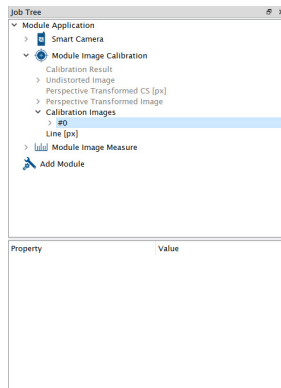 Job Tree
Module Application
Smart Camera
Module Image Calibration
Calibration Result
Undistorted Image
Perspective Transformed CS [px]
Perspective Transformed Image
Calibration Images
#0
Line [px]
Module Image Measure
Add Module
Property Value